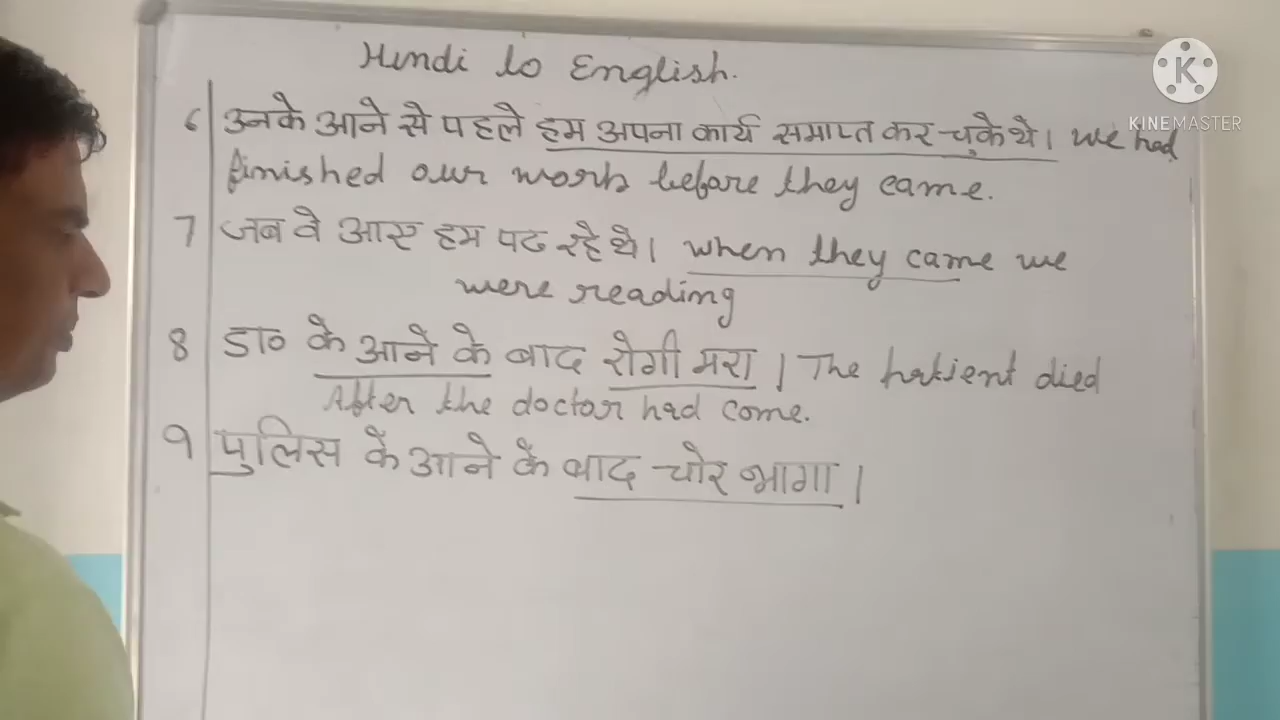 Hindi to English.
K
KINEMASTER
6 उनके आने से पहले हम अपना कार्य समाप्त कर चुके थे। we had
finished our work before they came.
7 जब वे आए हम पढ रहे थे। when they came we
were reading
8 डा० के आने के बाद रोगी मरा। The patient died
After the doctor had come.
9 पुलिस के आने के बाद चोर भागा।